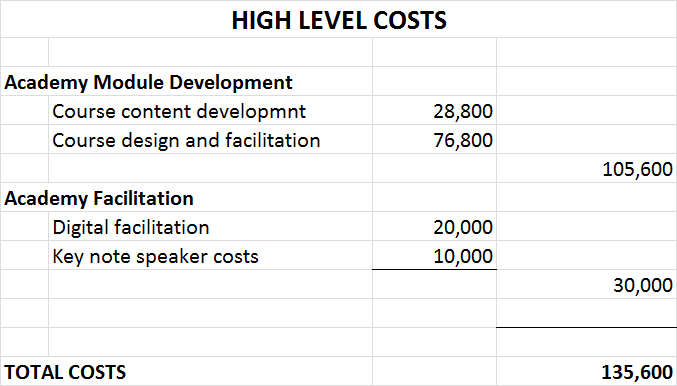 HIGH LEVEL COSTS
Academy Module Development
Course content developmnt 28,800
Course design and facilitation 76,800
105,600
Academy Facilitation
Digital facilitation 20,000
Key note speaker costs 10,000
30,000
TOTAL COSTS 135,600